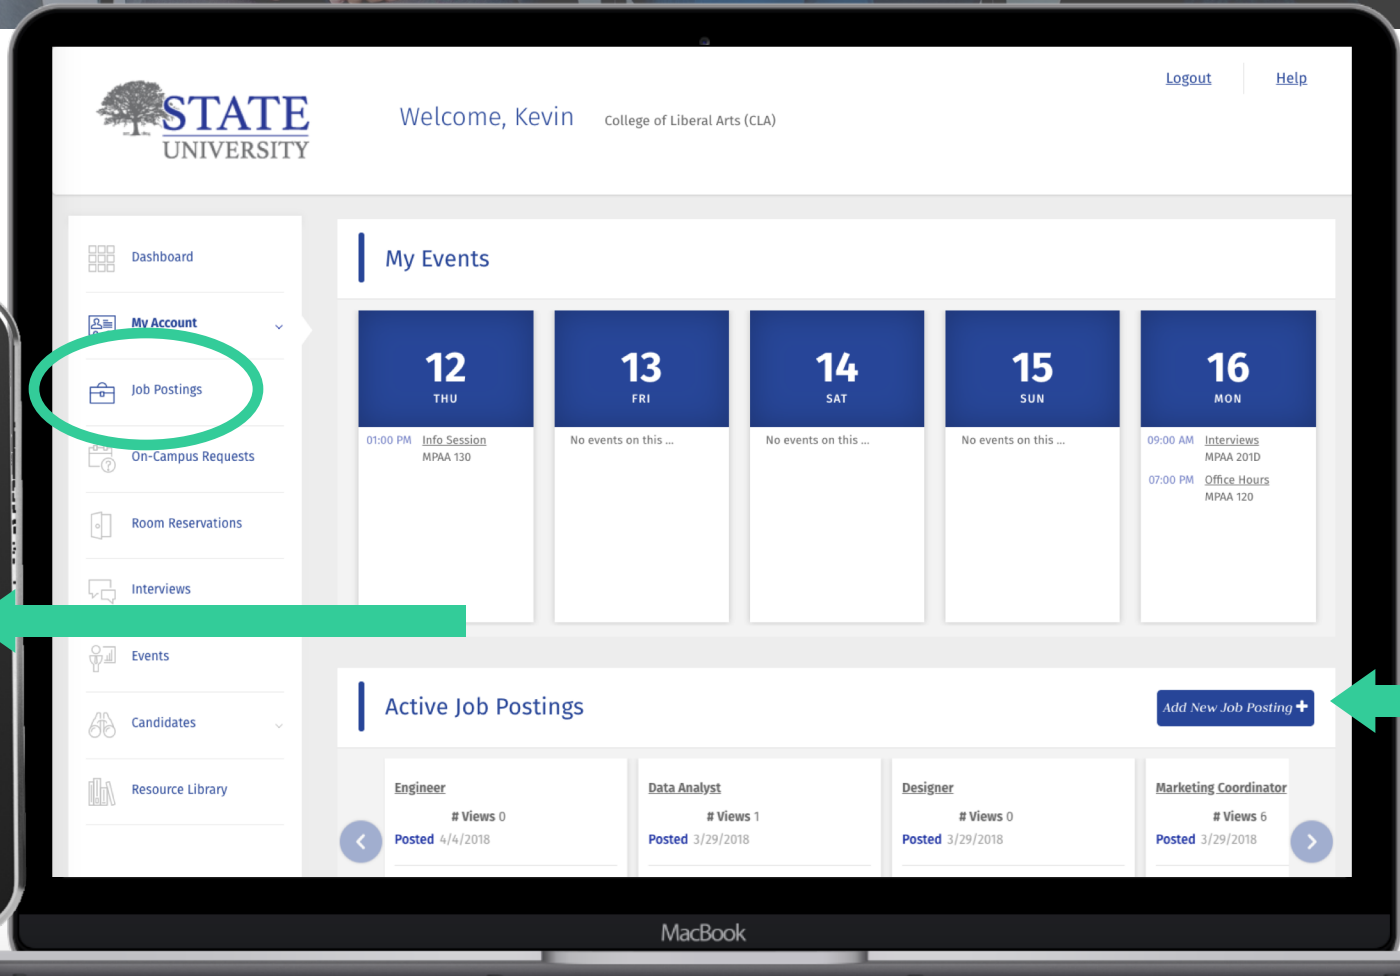 STATE
UNIVERSITY
Welcome, Kevin
College of Liberal Arts (CLA)
Logout
Help
Dashboard
My Account
Job Postings
On-Campus Requests
Room Reservations
Interviews
Events
Candidates
Resource Library
My Events
12
THU
01:00 PM Info Session
MPAA 130
13
FRI
No events on this ...
14
SAT
No events on this ...
15
SUN
No events on this ...
16
MON
09:00 AM Interviews
MPAA 201D
07:00 PM Office Hours
MPAA 120
Active Job Postings
Add New Job Posting +
Engineer
# Views 0
Posted 4/4/2018
Data Analyst
# Views 1
Posted 3/29/2018
Designer
# Views 0
Posted 3/29/2018
Marketing Coordinator
# Views 6
Posted 3/29/2018
MacBook